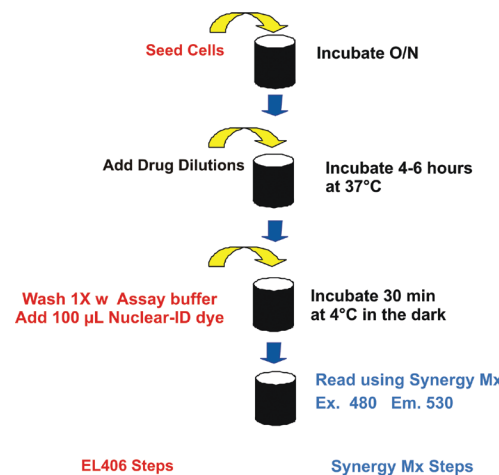 Seed Cells
Incubate O/N
Add Drug Dilutions
Incubate 4-6 hours
at 37°C
Wash 1X w  Assay buffer
Add 100 µL Nuclear-ID dye
Incubate 30 min
at 4°C in the dark
Read using Synergy Mx
Ex.  480   Em. 530
EL406 Steps
Synergy Mx Steps